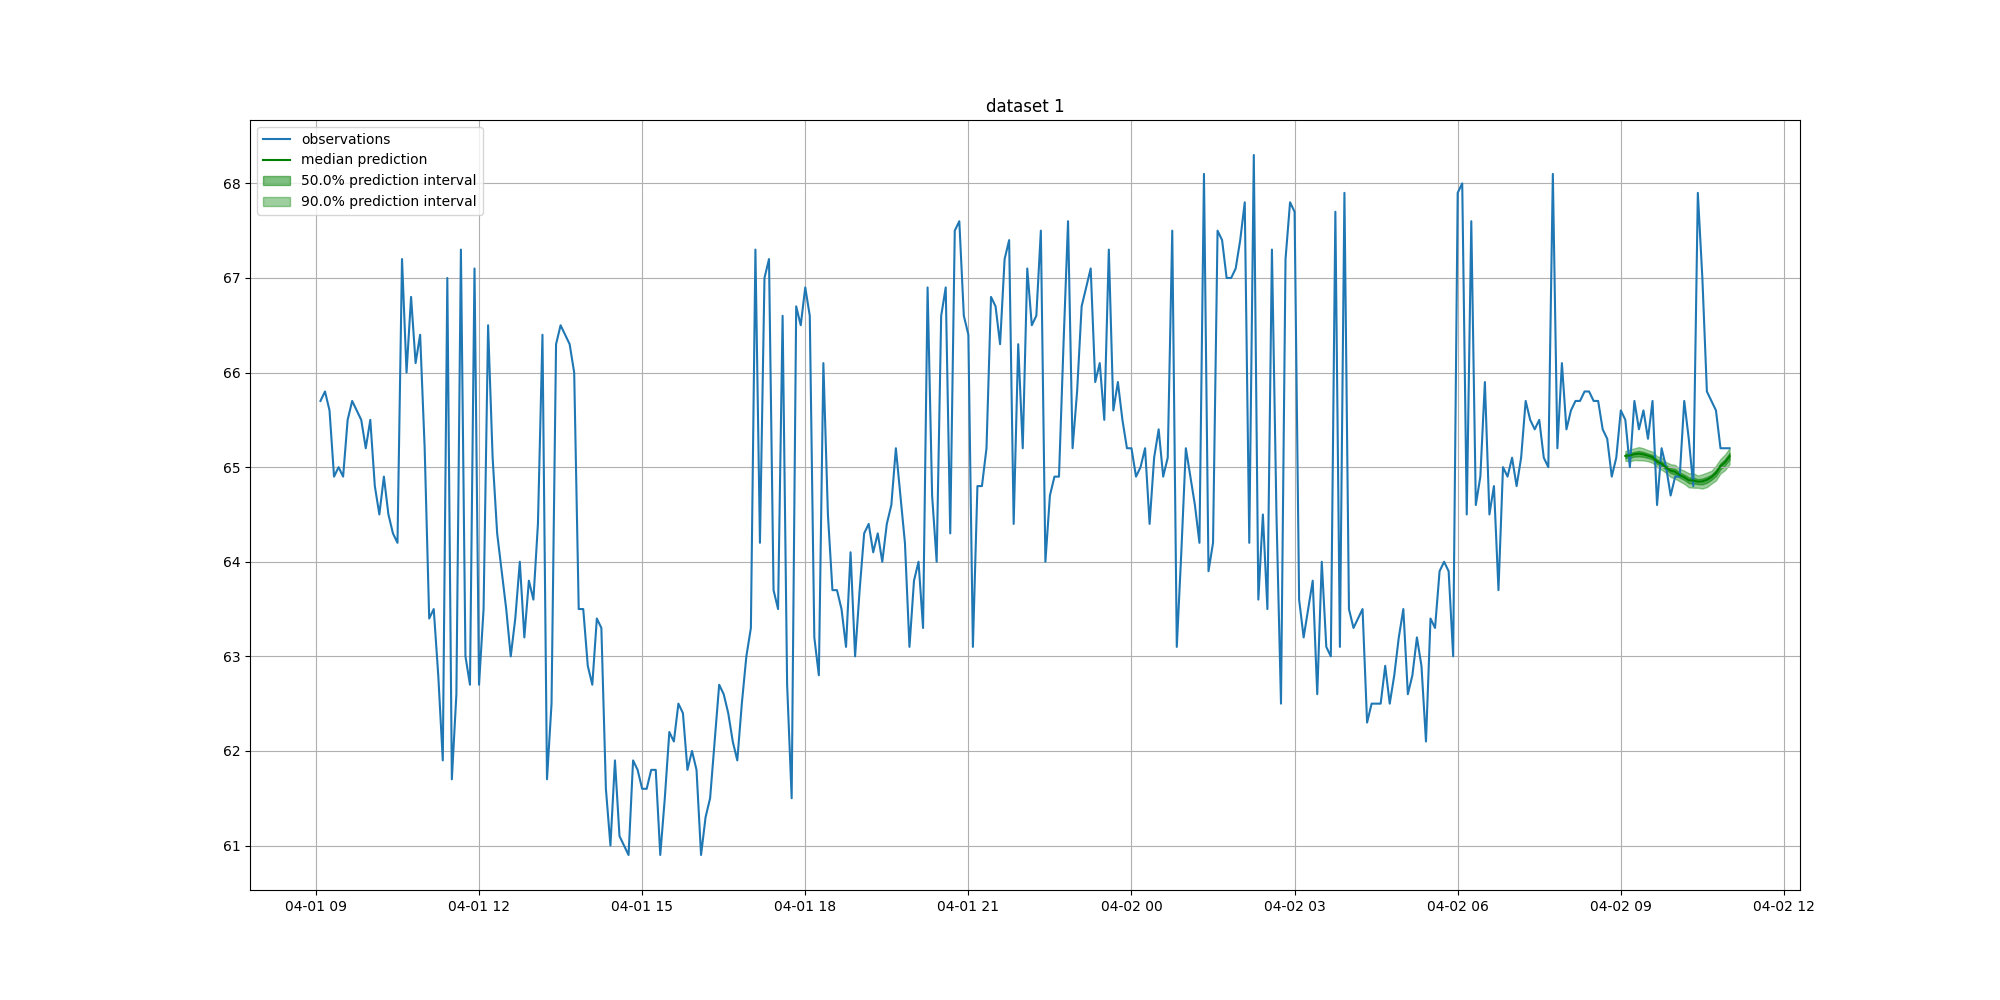 dataset 1
observations
median prediction
50.0% prediction interval
90.0% prediction interval
68
67
66
65
64
63
62
61
04-01 09 04-01 12 04-01 15 04-01 18 04-01 21 04-02 00 04-02 03 04-02 06 04-02 09 04-02 12